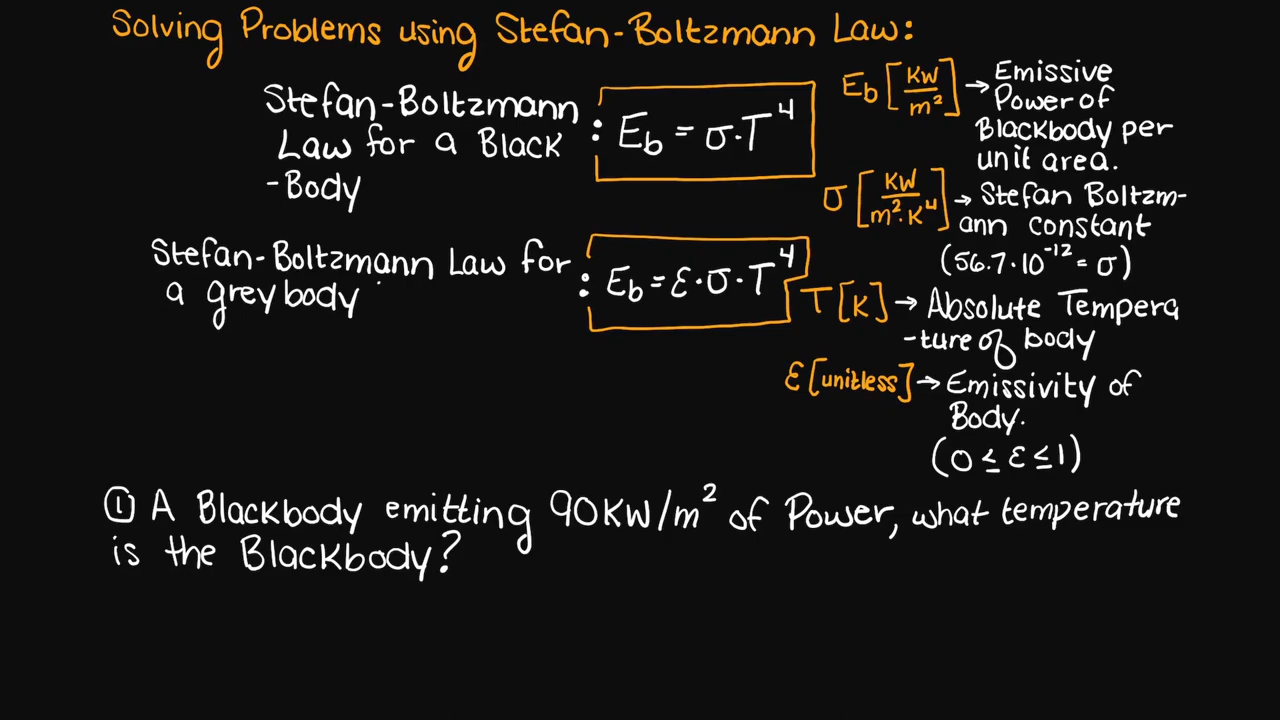 Solving Problems using Stefan-Boltzmann Law:
Stefan-Boltzmann
Law for a Black
-Body
: Eb = σ·T⁴
Eb [KW/m²] → Emissive
Power of
Blackbody per
unit area.
σ [KW/m²·K⁴] → Stefan Boltzm-
ann constant
(56.7·10⁻¹² = σ)
Stefan-Boltzmann Law for
a greybody
: Eb = ε·σ·T⁴
T [K] → Absolute Tempera
-ture of body
ε [unitless] → Emissivity of
Body.
(0 ≤ ε ≤ 1)
① A Blackbody emitting 90KW/m² of Power, what temperature
is the Blackbody?